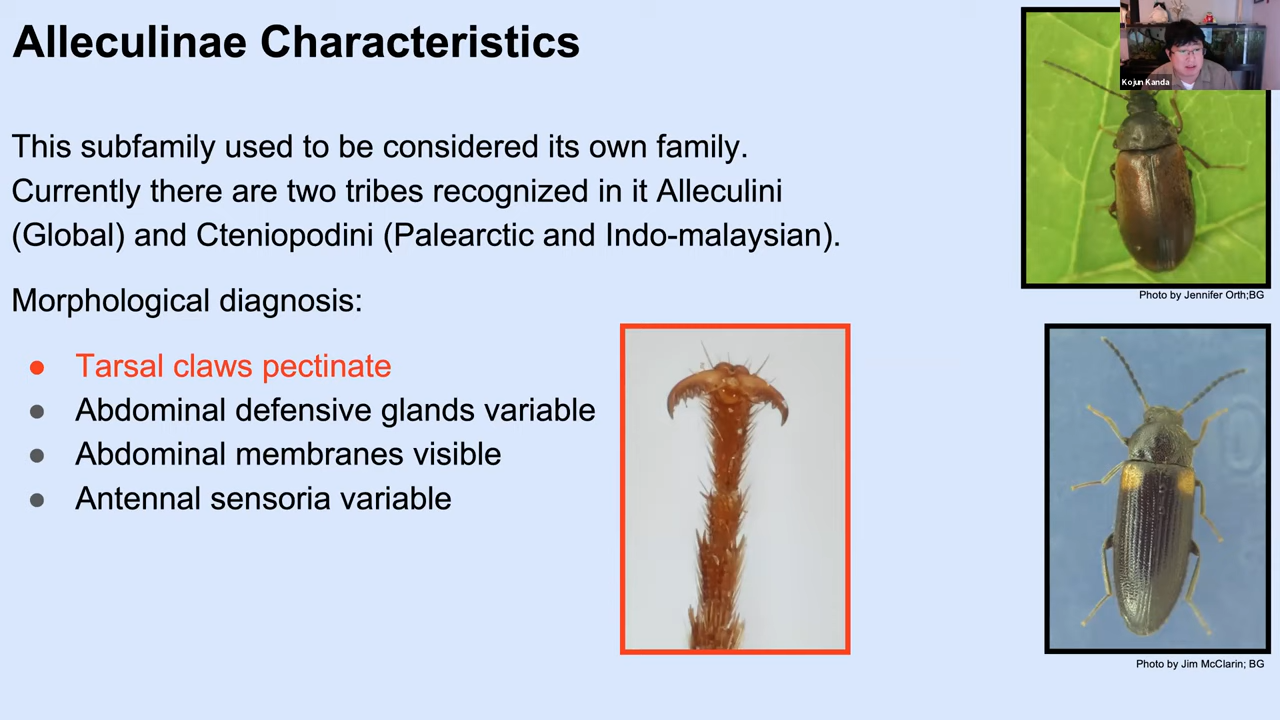 Alleculinae Characteristics
Kojun Kanda
This subfamily used to be considered its own family.
Currently there are two tribes recognized in it Alleculini
(Global) and Cteniopodini (Palearctic and Indo-malaysian).
Photo by Jennifer Orth;BG
Morphological diagnosis:
● Tarsal claws pectinate
● Abdominal defensive glands variable
● Abdominal membranes visible
● Antennal sensoria variable
Photo by Jim McClarin; BG